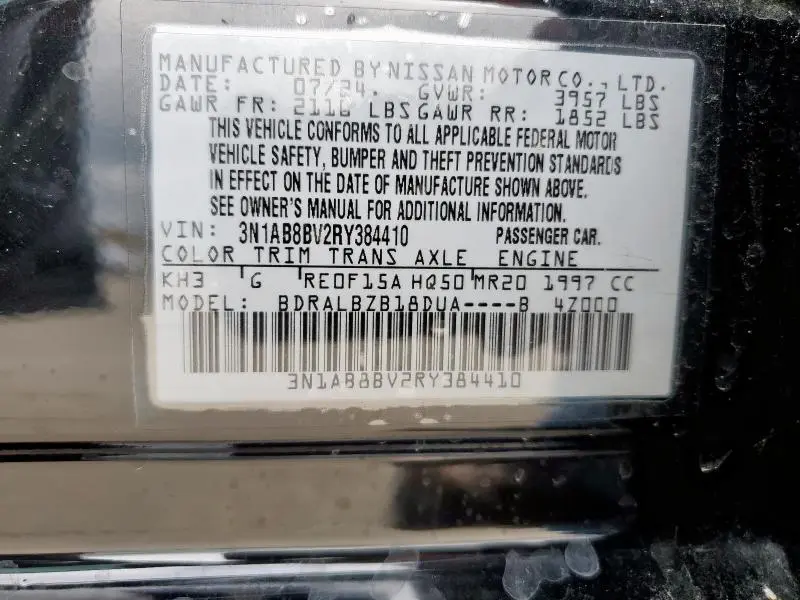 MANUFACTURED BY NISSAN MOTOR CO., LTD.
DATE: 07/24. GVWR: 3957 LBS
GAWR FR: 2116 LBS GAWR RR: 1852 LBS
THIS VEHICLE CONFORMS TO ALL APPLICABLE FEDERAL MOTOR
VEHICLE SAFETY, BUMPER AND THEFT PREVENTION STANDARDS
IN EFFECT ON THE DATE OF MANUFACTURE SHOWN ABOVE.
SEE OWNER'S MANUAL FOR ADDITIONAL INFORMATION.
VIN: 3N1AB8BV2RY384410 PASSENGER CAR.
COLOR TRIM TRANS AXLE ENGINE
KH3 G RE0F15A HQ50 MR20 1997 CC
MODEL: BDRALBZB18DUA----B 4Z000
3N1AB8BV2RY384410